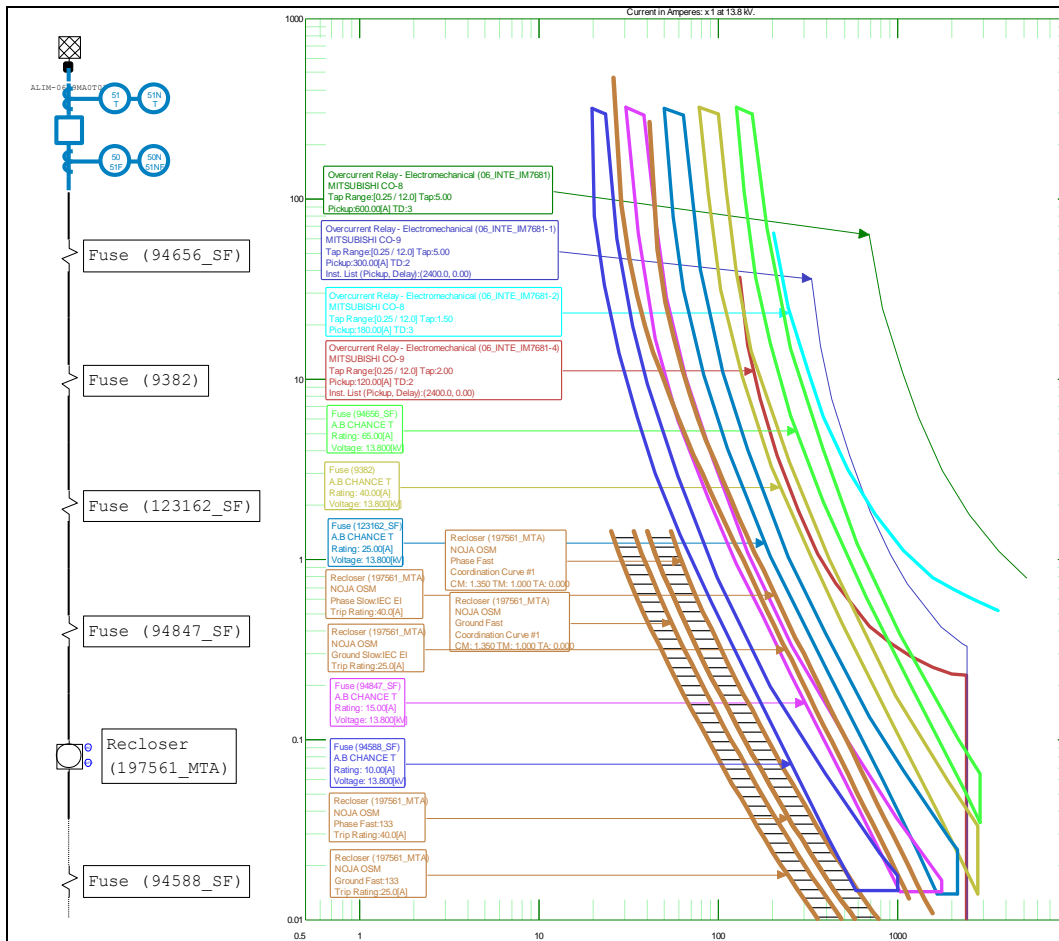 Current in Amperes: x 1 at 13.8 kV.
1000
100
10
1
0.1
0.01
0.5
1
10
100
1000
51
T
51N
T
50
51F
50N
51NF
Fuse (94656_SF)
Fuse (9382)
Fuse (123162_SF)
Fuse (94847_SF)
Recloser
(197561_MTA)
Fuse (94588_SF)
Overcurrent Relay - Electromechanical (06_INTE_IM7681)
MITSUBISHI CO-8
Tap Range:[0.25 / 12.0] Tap:5.00
Pickup:600.00[A] TD:3
Overcurrent Relay - Electromechanical (06_INTE_IM7681-1)
MITSUBISHI CO-9
Tap Range:[0.25 / 12.0] Tap:5.00
Pickup:300.00[A] TD:2
Inst. List (Pickup, Delay):(2400.0, 0.00)
Overcurrent Relay - Electromechanical (06_INTE_IM7681-2)
MITSUBISHI CO-8
Tap Range:[0.25 / 12.0] Tap:1.50
Pickup:180.00[A] TD:3
Overcurrent Relay - Electromechanical (06_INTE_IM7681-4)
MITSUBISHI CO-9
Tap Range:[0.25 / 12.0] Tap:2.00
Pickup:120.00[A] TD:2
Inst. List (Pickup, Delay):(2400.0, 0.00)
Fuse (94656_SF)
A.B CHANCE T
Rating: 65.00[A]
Voltage: 13.800[kV]
Fuse (9382)
A.B CHANCE T
Rating: 40.00[A]
Voltage: 13.800[kV]
Fuse (123162_SF)
A.B CHANCE T
Rating: 25.00[A]
Voltage: 13.800[kV]
Recloser (197561_MTA)
NOJA OSM
Phase Fast
Coordination Curve #1
CM: 1.350 TM: 1.000 TA: 0.000
Recloser (197561_MTA)
NOJA OSM
Phase Slow:IEC EI
Trip Rating:40.0[A]
Recloser (197561_MTA)
NOJA OSM
Ground Fast
Coordination Curve #1
CM: 1.350 TM: 1.000 TA: 0.000
Recloser (197561_MTA)
NOJA OSM
Ground Slow:IEC EI
Trip Rating:25.0[A]
Fuse (94847_SF)
A.B CHANCE T
Rating: 15.00[A]
Voltage: 13.800[kV]
Fuse (94588_SF)
A.B CHANCE T
Rating: 10.00[A]
Voltage: 13.800[kV]
Recloser (197561_MTA)
NOJA OSM
Phase Fast:133
Trip Rating:40.0[A]
Recloser (197561_MTA)
NOJA OSM
Ground Fast:133
Trip Rating:25.0[A]